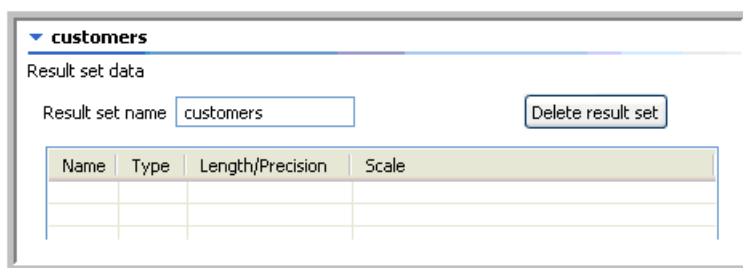 customers
Result set data
Result set name customers Delete result set
Name Type Length/Precision Scale